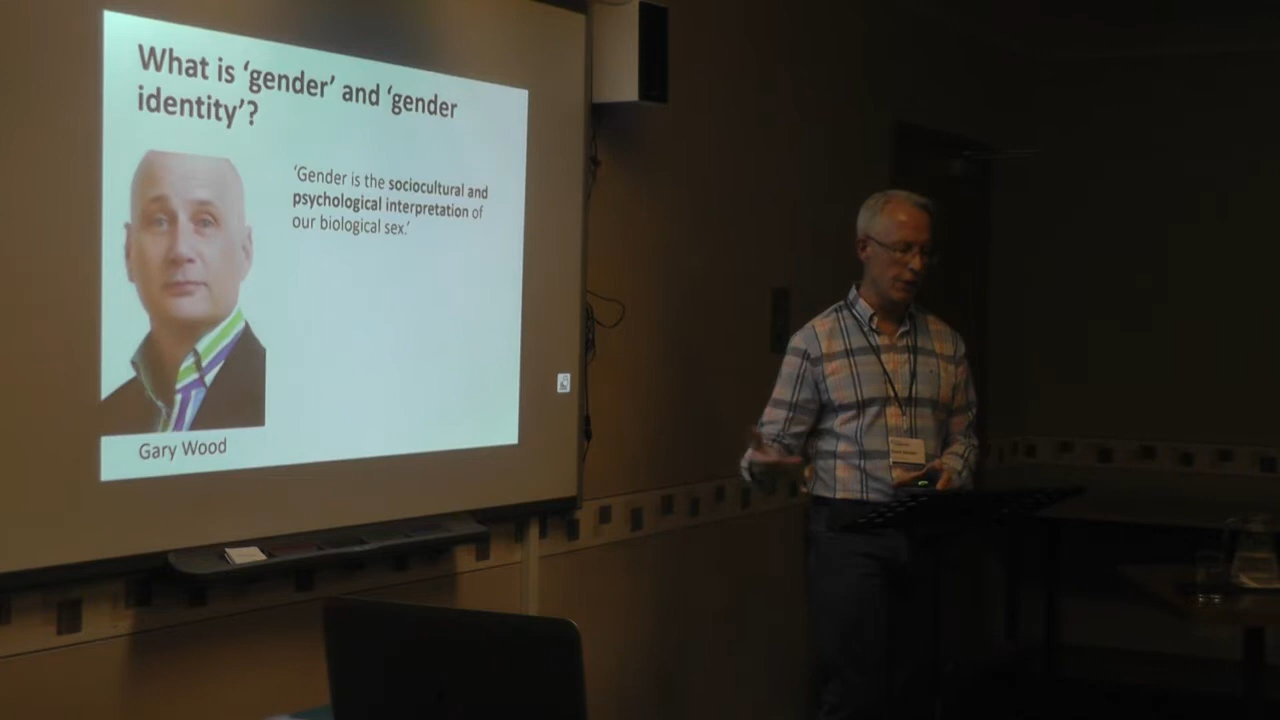 What is ‘gender’ and ‘gender
identity’?
‘Gender is the sociocultural and
psychological interpretation of
our biological sex.’
Gary Wood